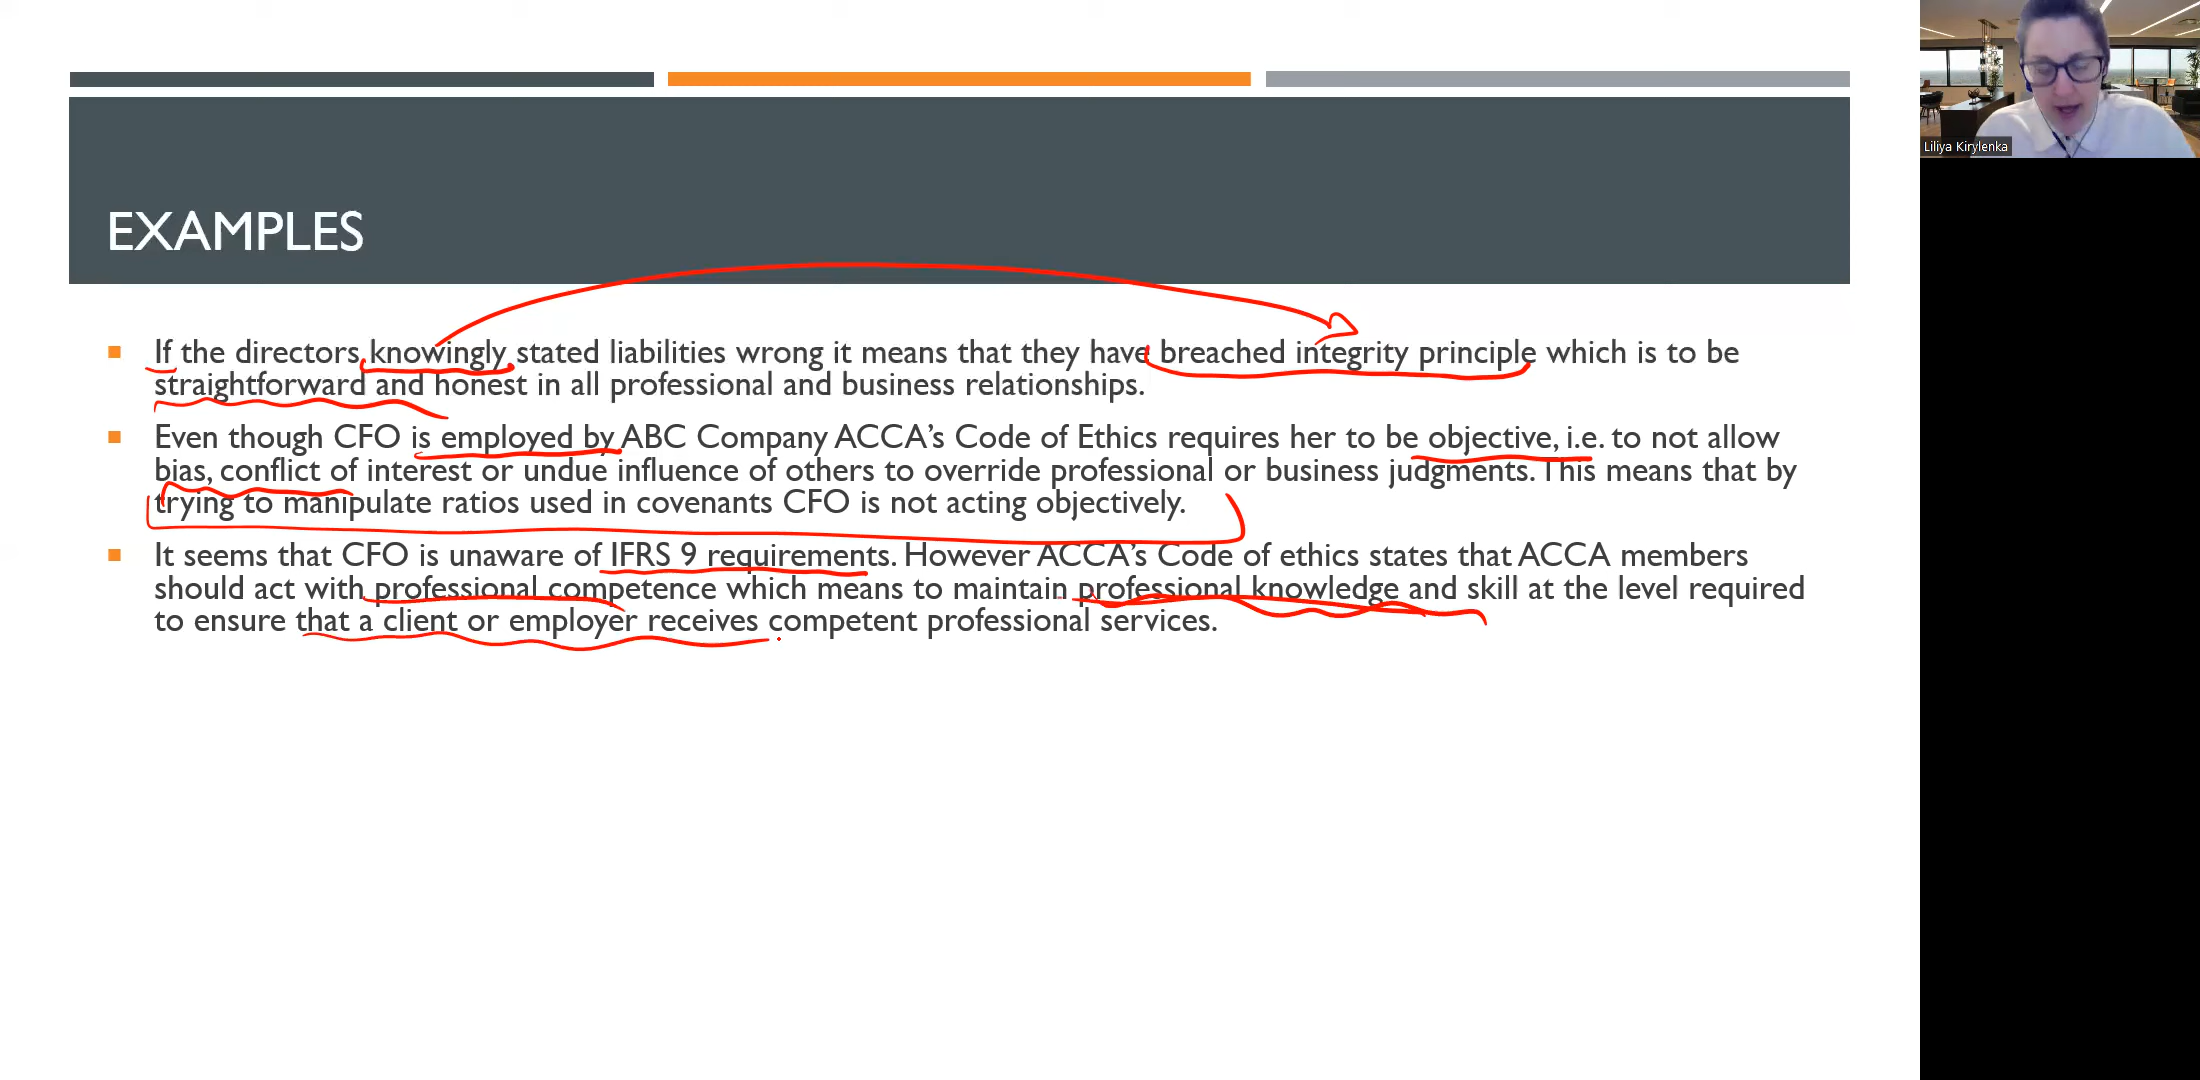 Liliya Kirylenka
EXAMPLES
If the directors knowingly stated liabilities wrong it means that they have breached integrity principle which is to be
straightforward and honest in all professional and business relationships.
Even though CFO is employed by ABC Company ACCA’s Code of Ethics requires her to be objective, i.e. to not allow
bias, conflict of interest or undue influence of others to override professional or business judgments. This means that by
trying to manipulate ratios used in covenants CFO is not acting objectively.
It seems that CFO is unaware of IFRS 9 requirements. However ACCA’s Code of ethics states that ACCA members
should act with professional competence which means to maintain professional knowledge and skill at the level required
to ensure that a client or employer receives competent professional services.